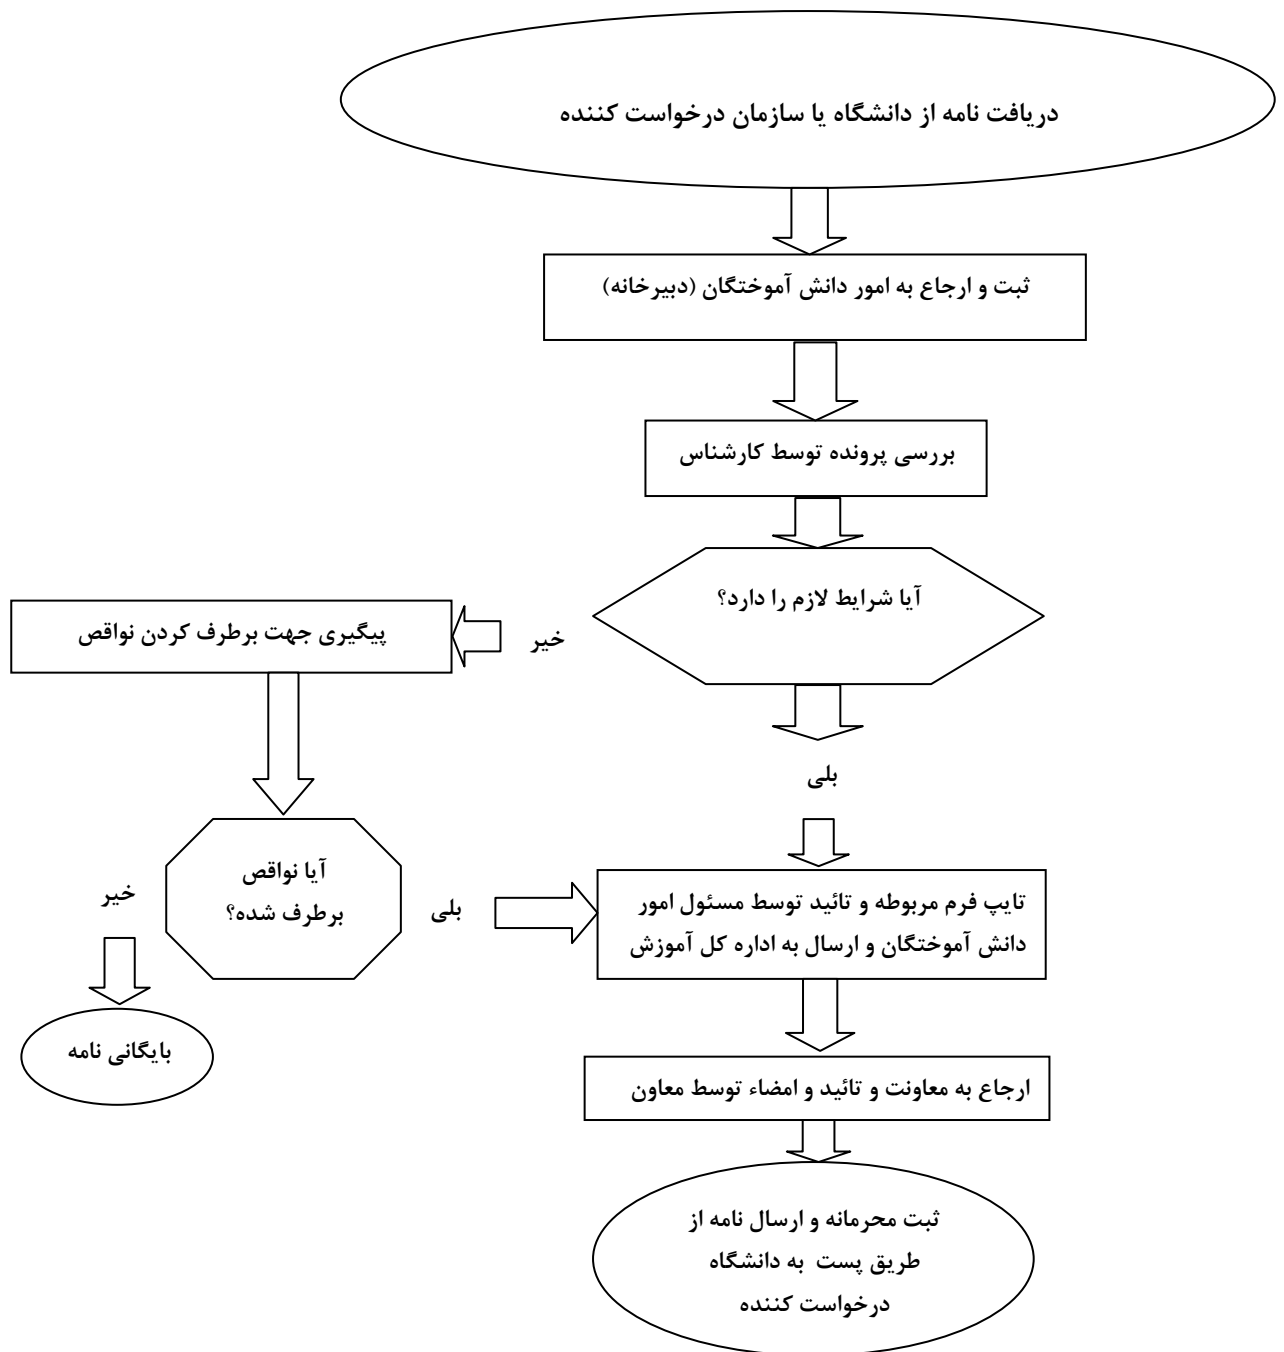 دریافت نامه از دانشگاه یا سازمان درخواست کننده
ثبت و ارجاع به امور دانش آموختگان (دبیرخانه)
بررسی پرونده توسط کارشناس
آیا شرایط لازم را دارد؟
خیر
پیگیری جهت برطرف کردن نواقص
بلی
آیا نواقص
برطرف شده؟
خیر
بلی
تایپ فرم مربوطه و تائید توسط مسئول امور
دانش آموختگان و ارسال به اداره کل آموزش
بایگانی نامه
ارجاع به معاونت و تائید و امضاء توسط معاون
ثبت محرمانه و ارسال نامه از
طریق پست به دانشگاه
درخواست کننده